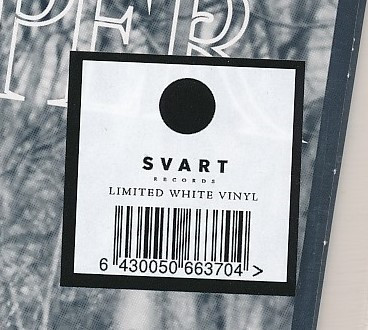 PER
SVART
RECORDS
LIMITED WHITE VINYL
6 430050 663704 >